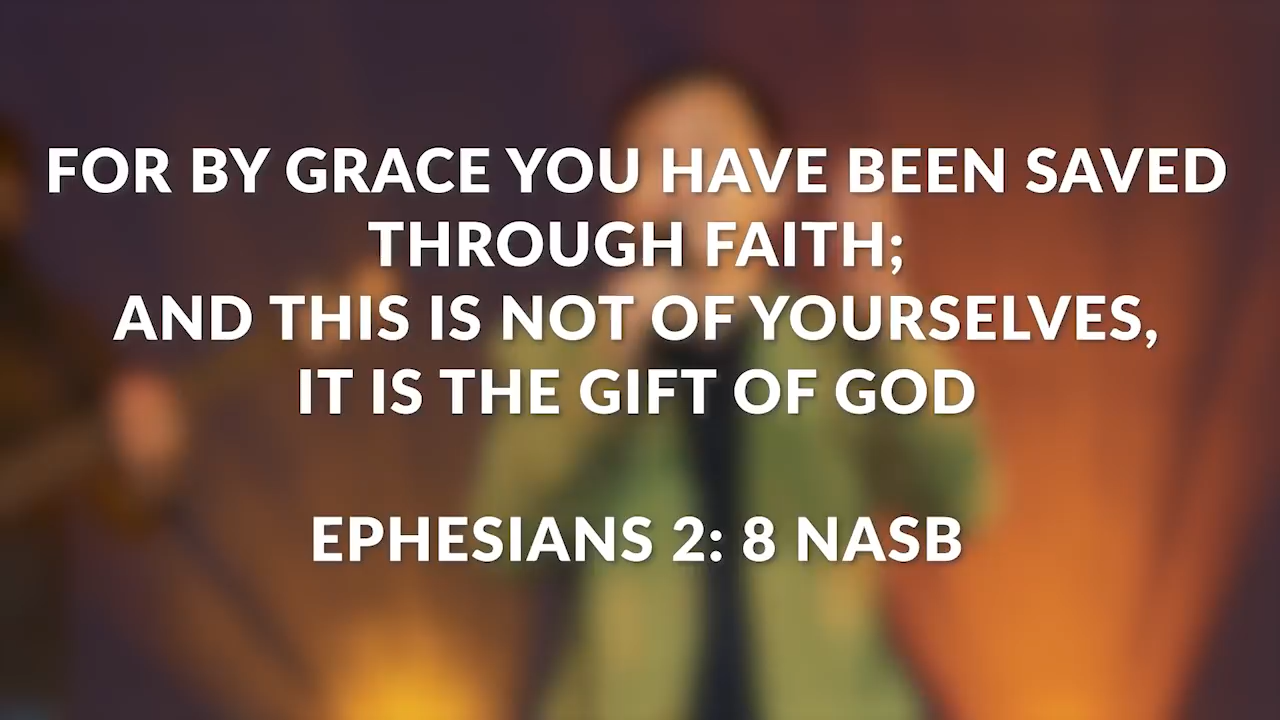 FOR BY GRACE YOU HAVE BEEN SAVED
THROUGH FAITH;
AND THIS IS NOT OF YOURSELVES,
IT IS THE GIFT OF GOD
EPHESIANS 2: 8 NASB